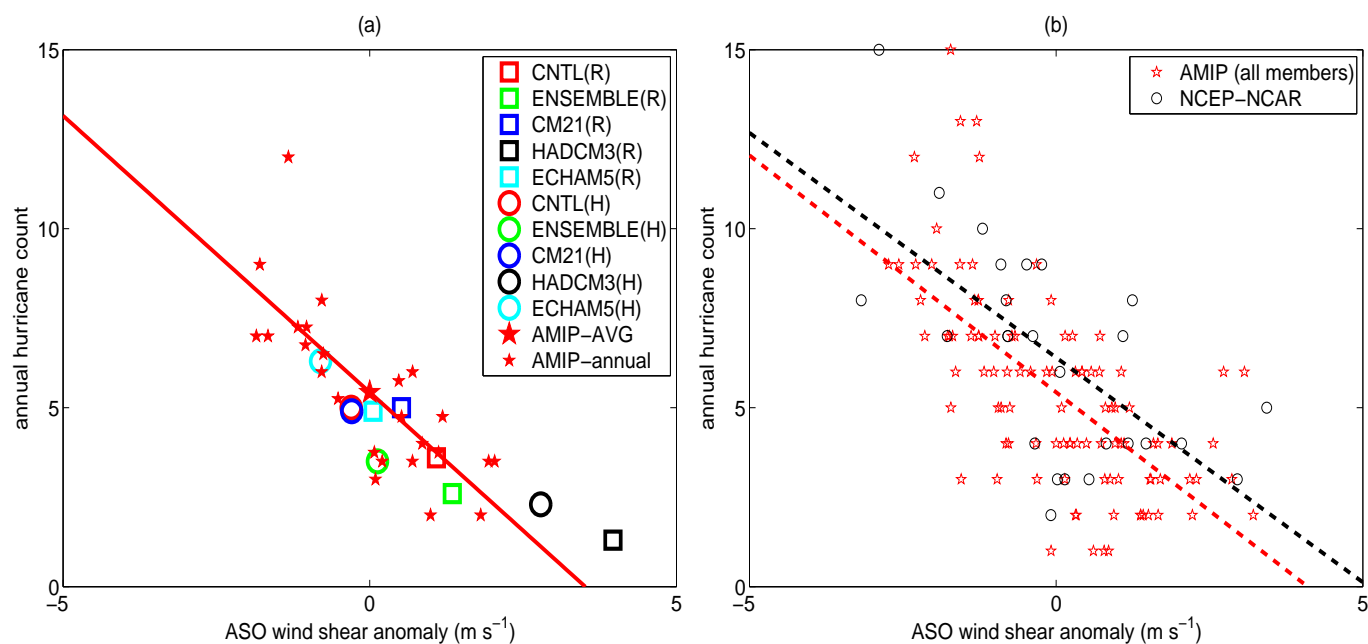 (a)
15
10
5
0
−5
0
5
annual hurricane count
ASO wind shear anomaly (m s−1)
CNTL(R)
ENSEMBLE(R)
CM21(R)
HADCM3(R)
ECHAM5(R)
CNTL(H)
ENSEMBLE(H)
CM21(H)
HADCM3(H)
ECHAM5(H)
AMIP−AVG
AMIP−annual
(b)
15
10
5
0
−5
0
5
annual hurricane count
ASO wind shear anomaly (m s−1)
AMIP (all members)
NCEP−NCAR